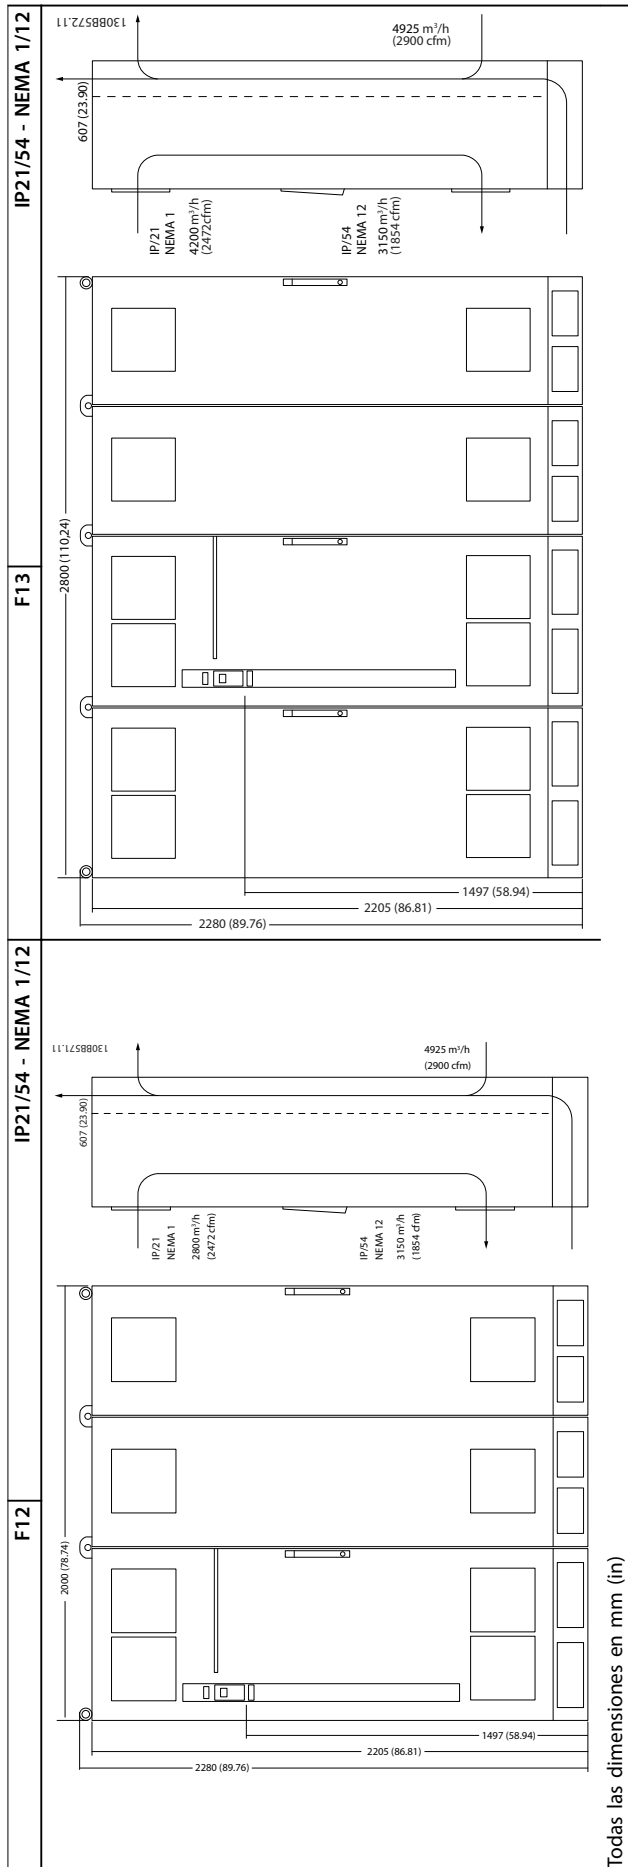 F12
IP21/54 - NEMA 1/12
F13
IP21/54 - NEMA 1/12
2000 (78.74)
2280 (89.76)
2205 (86.81)
1497 (58.94)
130BB571.11
607 (23.90)
IP/21
NEMA 1
2800 m³/h
(2472 cfm)
IP/54
NEMA 12
3150 m³/h
(1854 cfm)
4925 m³/h
(2900 cfm)
2800 (110,24)
2280 (89.76)
2205 (86.81)
1497 (58.94)
130BB572.11
607 (23.90)
IP/21
NEMA 1
4200 m³/h
(2472cfm)
IP/54
NEMA 12
3150 m³/h
(1854 cfm)
4925 m³/h
(2900 cfm)
Todas las dimensiones en mm (in)